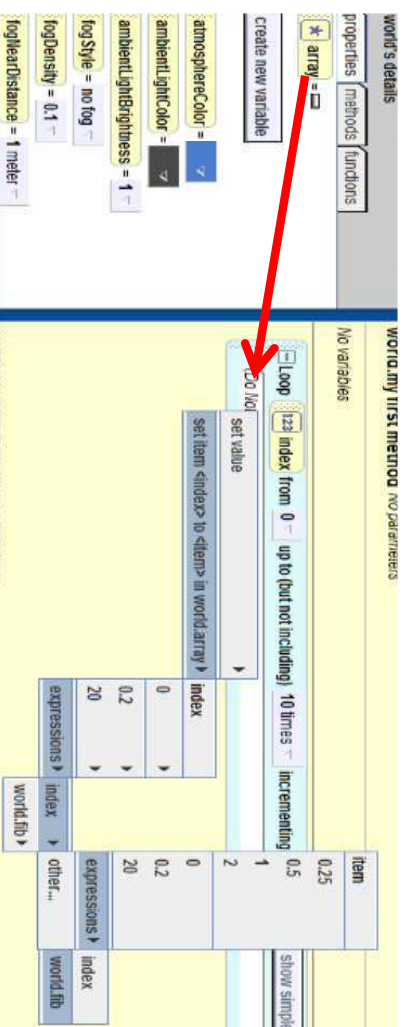 world's details
properties methods functions
array =
create new variable
atmosphereColor =
ambientLightColor =
ambientLightBrightness = 1
fogStyle = no fog
fogDensity = 0.1
fogNearDistance = 1 meter
world.my first method No parameters
No variables
Loop 123 index from 0 up to (but not including) 10 times incrementing show simple
(Do Not
set value
set item <index> to <item> in world.array
index
0
0.2
20
expressions
index
world.fib
item
0.25
0.5
1
2
0
0.2
20
expressions
other...
index
world.fib